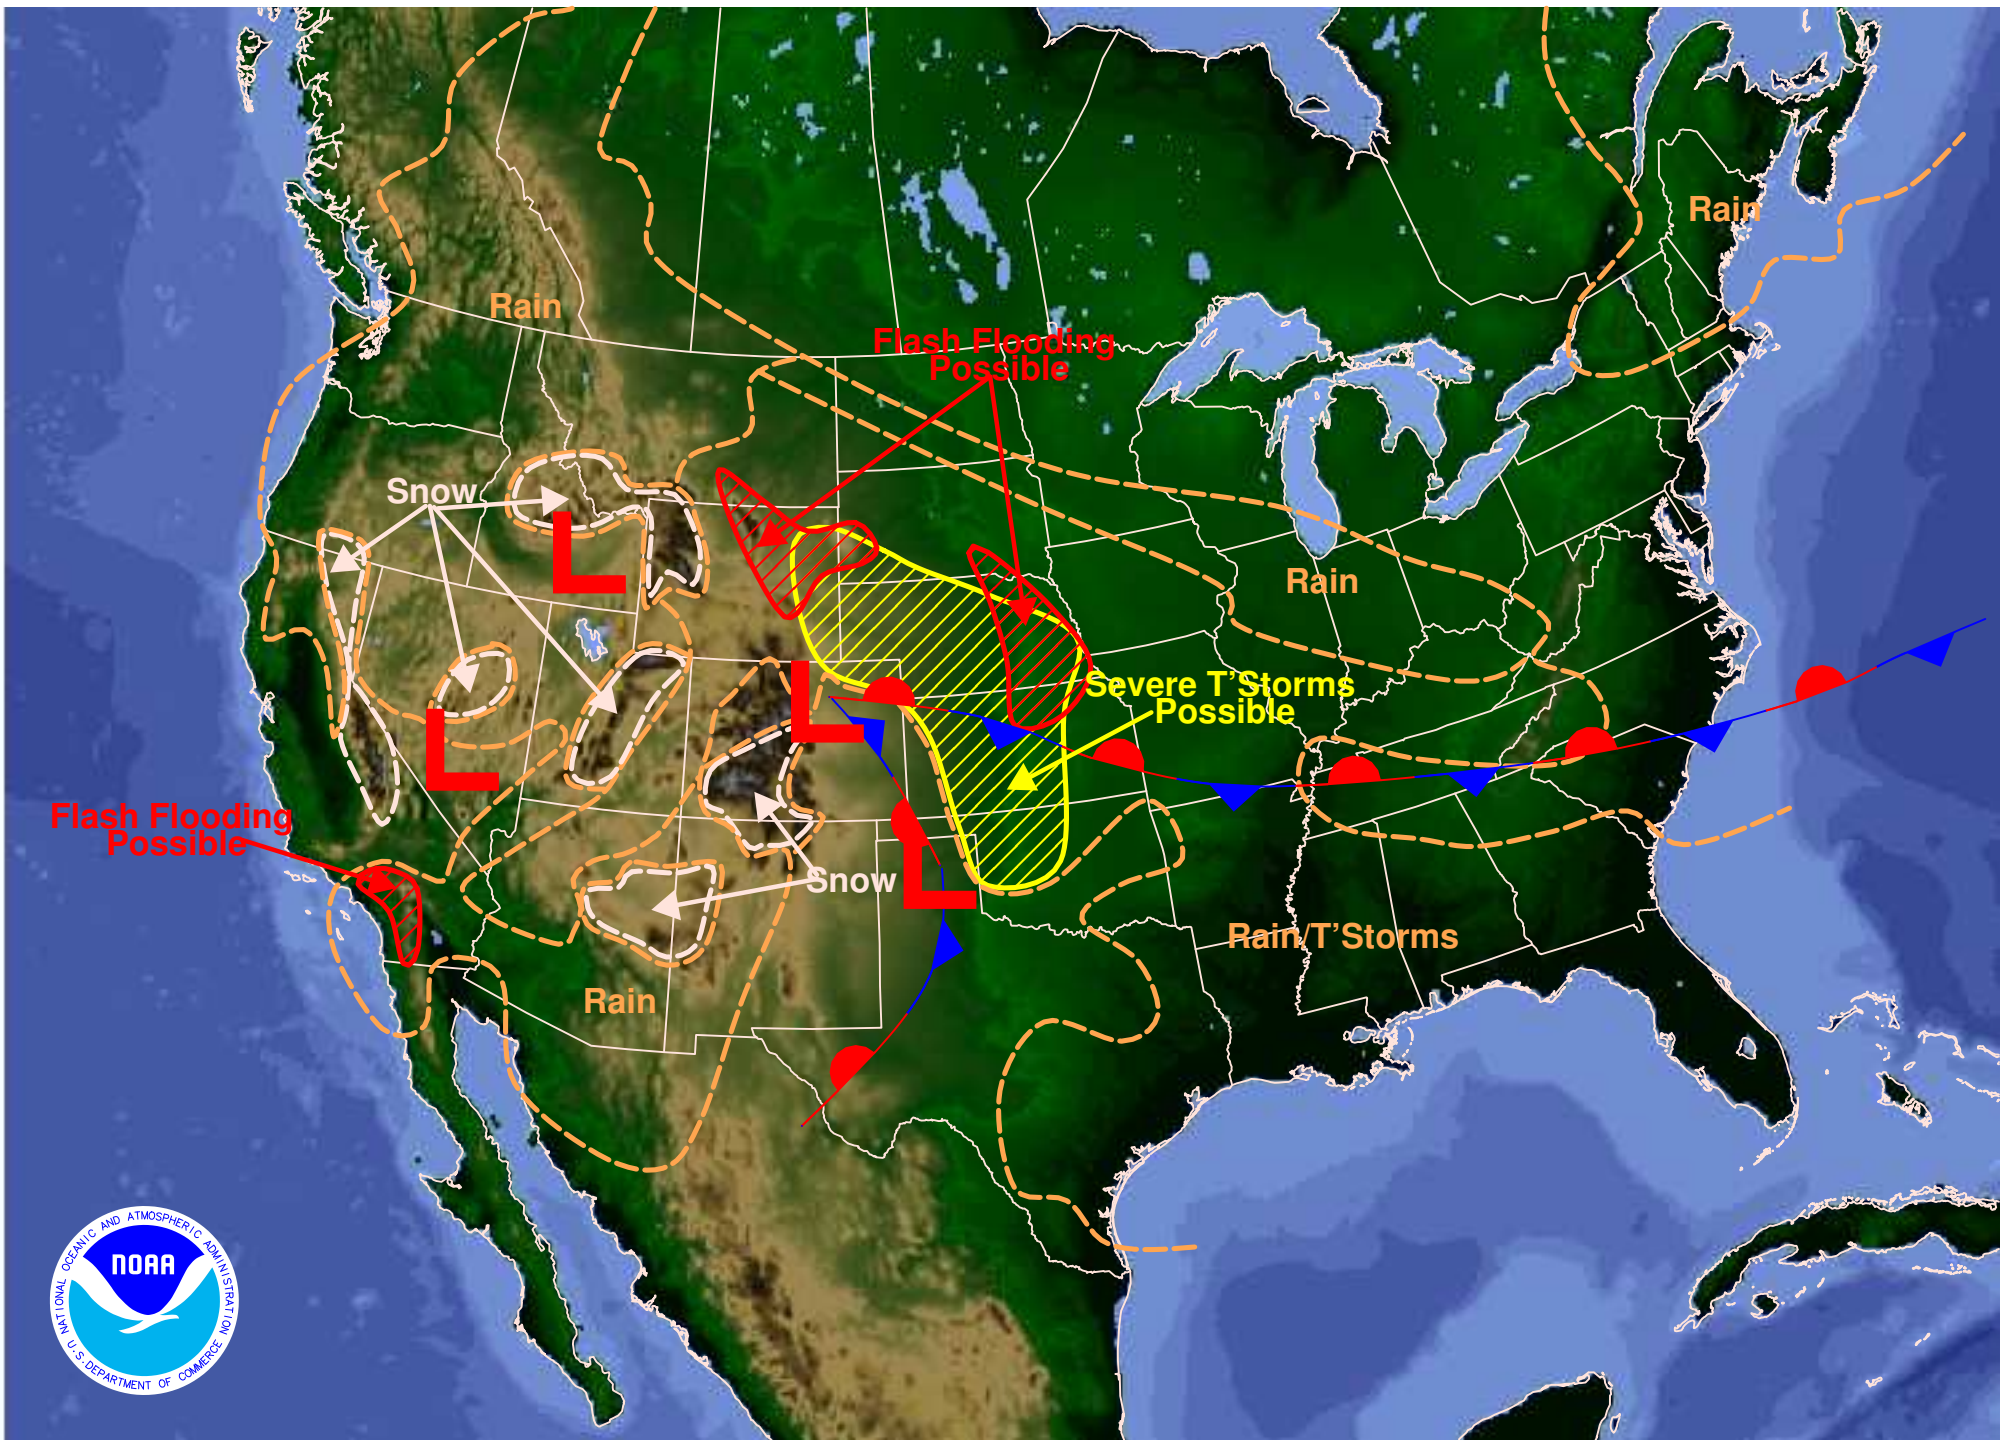 Rain
Rain
Flash Flooding
Possible
Snow
Rain
Severe T'Storms
Possible
Flash Flooding
Possible
Snow
Rain/T'Storms
Rain
L
L
L
L
NATIONAL OCEANIC AND ATMOSPHERIC ADMINISTRATION
NOAA
U.S. DEPARTMENT OF COMMERCE